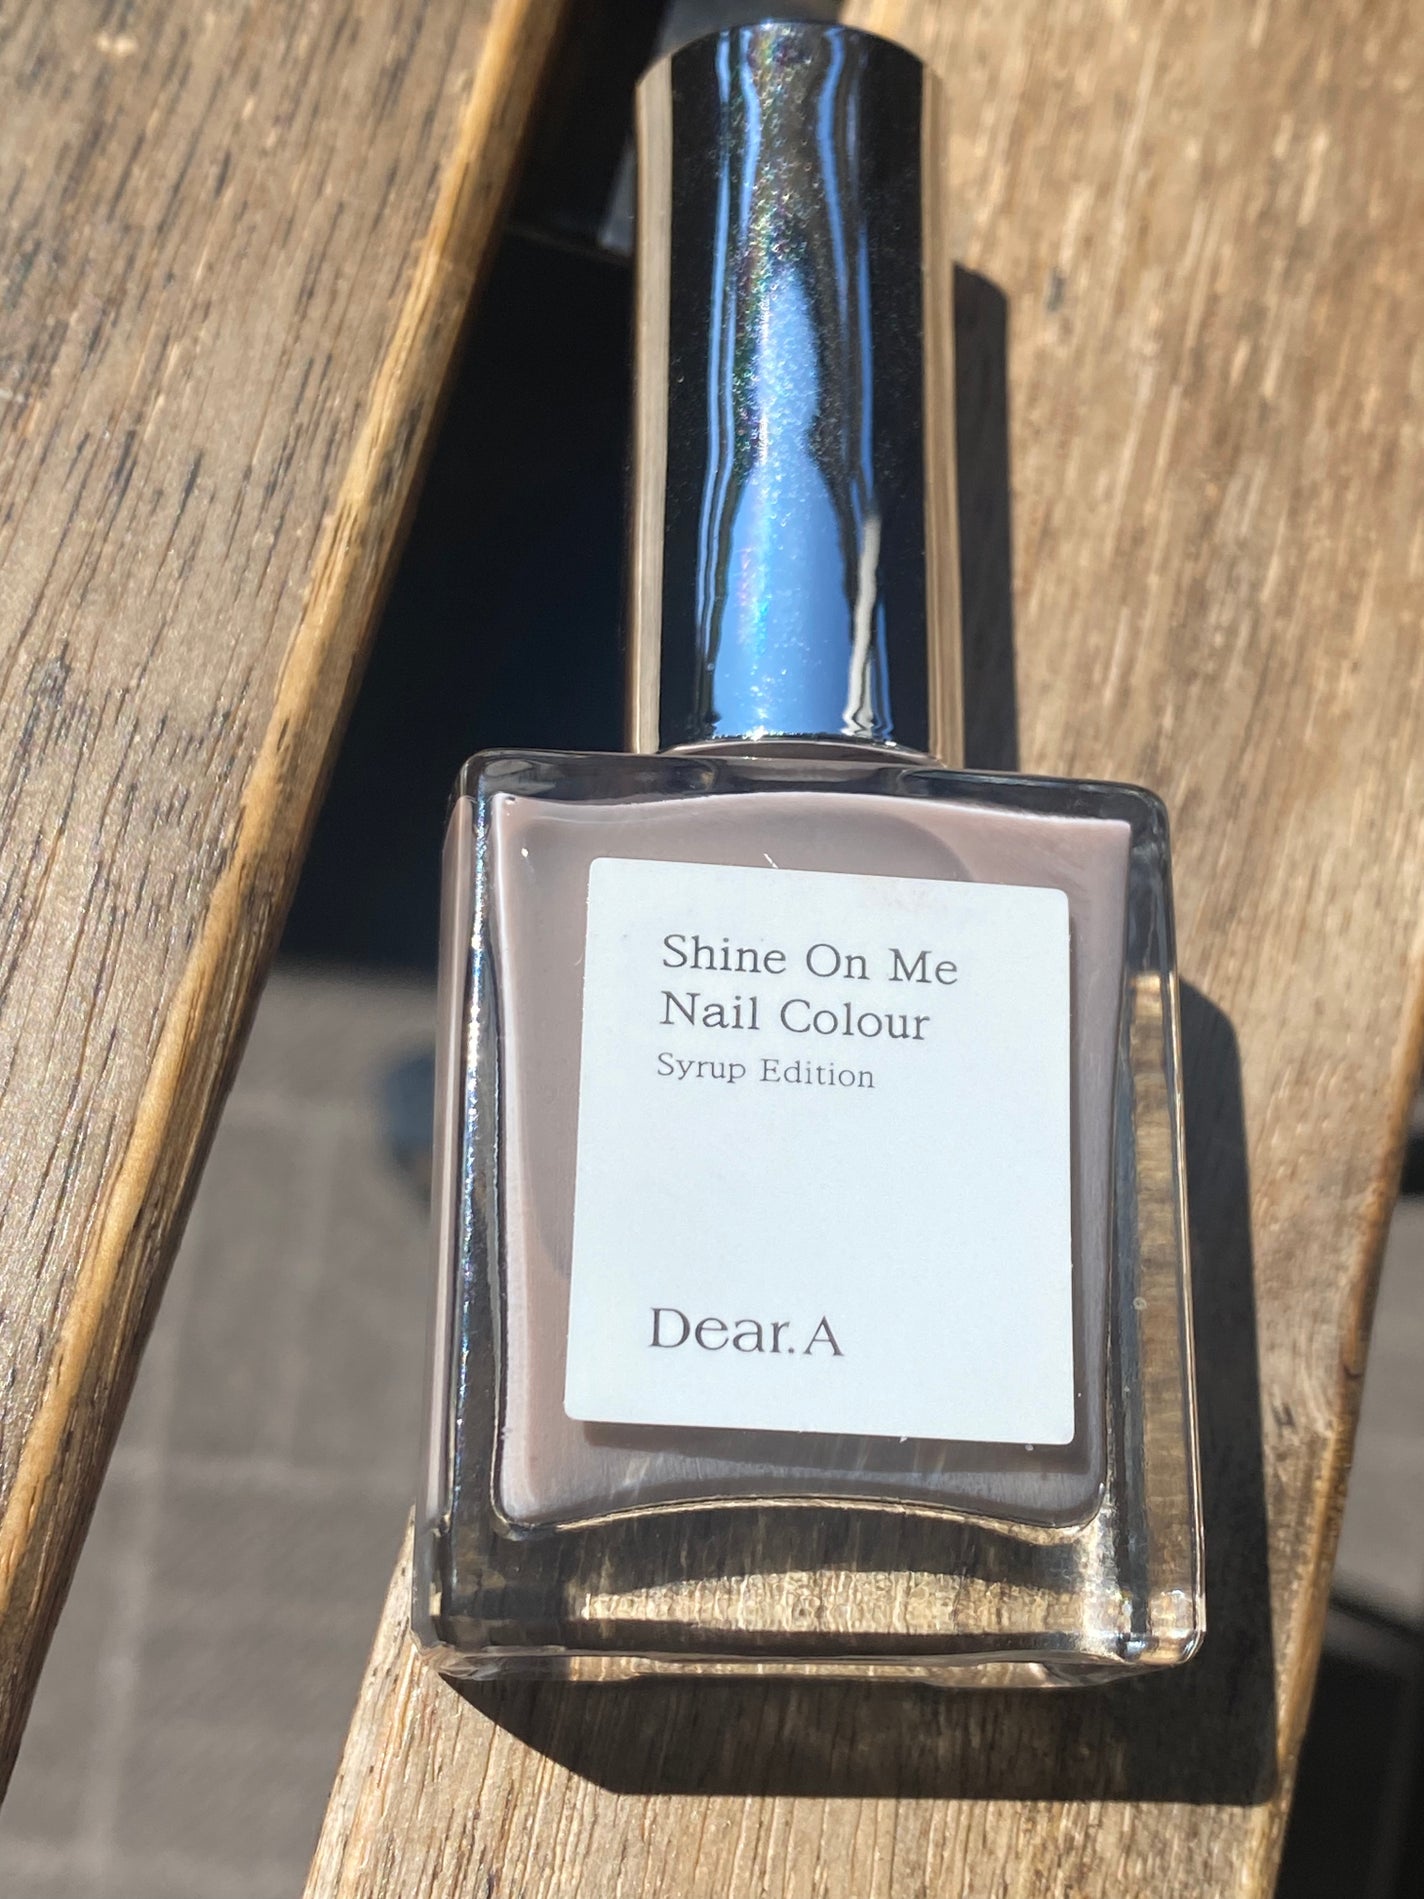 Shine On Me
Nail Colour
Syrup Edition
Dear.A